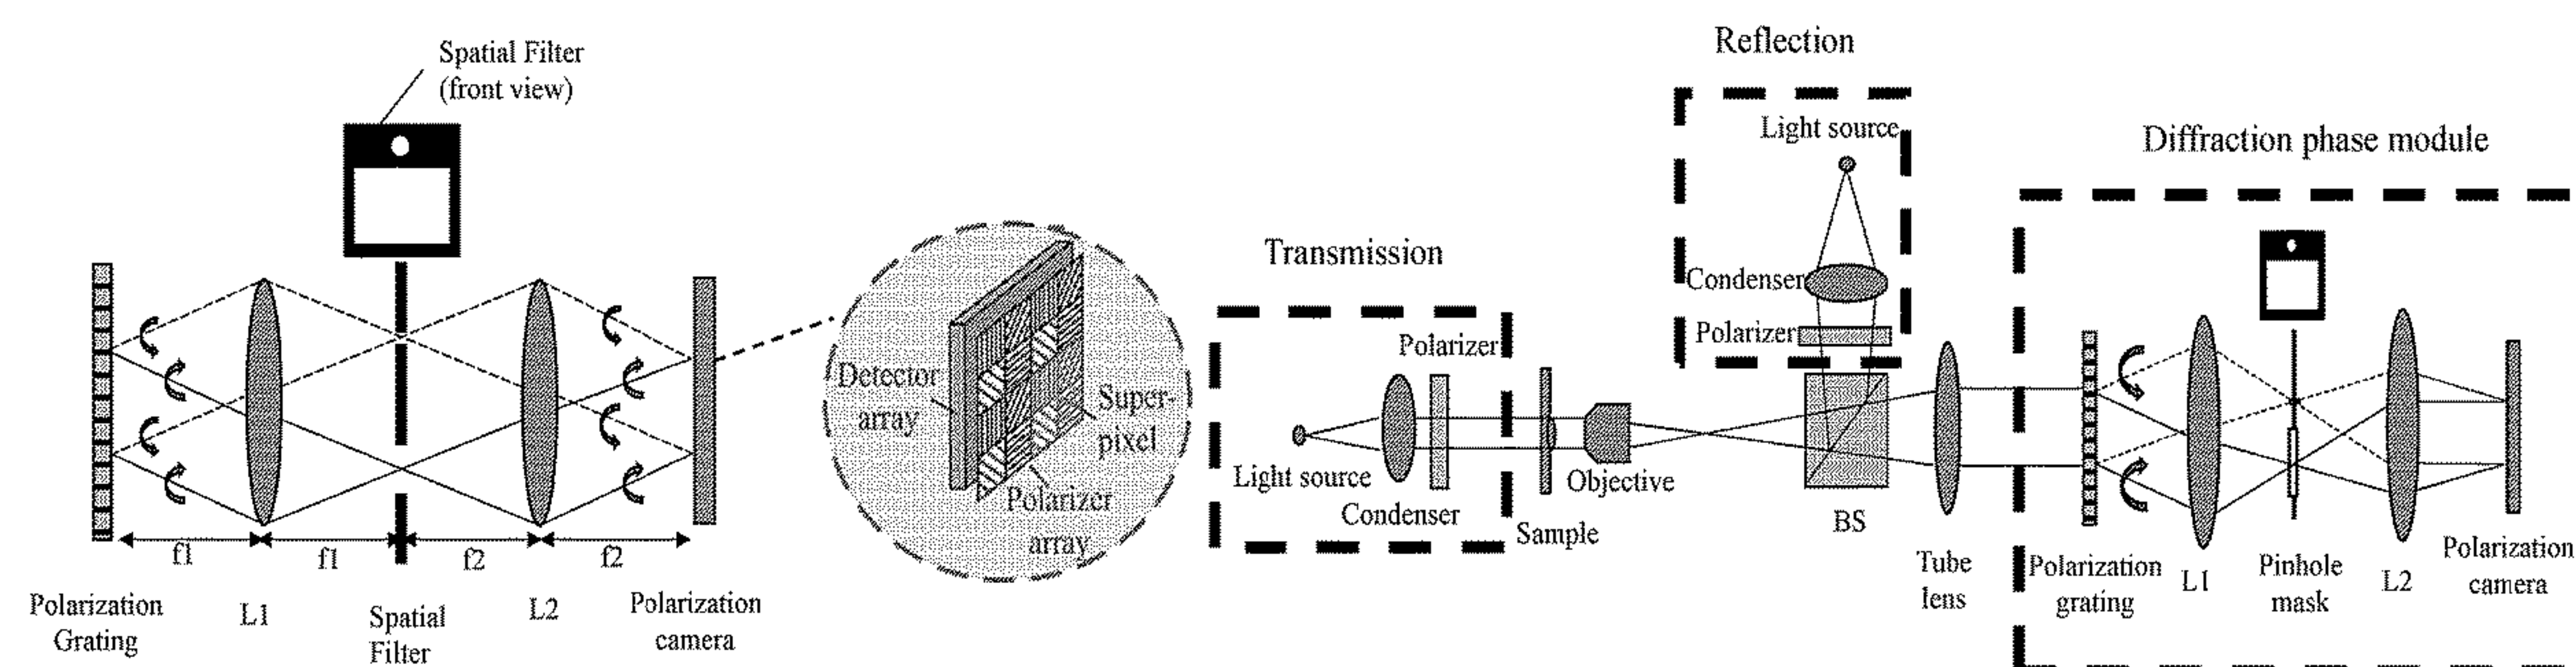 Spatial Filter
(front view)
f1
f1
f2
f2
Polarization
Grating
L1
Spatial
Filter
L2
Polarization
camera
Detector
array
Super-
pixel
Polarizer
array
Transmission
Polarizer
Light source
Condenser
Sample
Objective
Reflection
Light source
Condenser
Polarizer
BS
Tube
lens
Diffraction phase module
Polarization
grating
L1
Pinhole
mask
L2
Polarization
camera